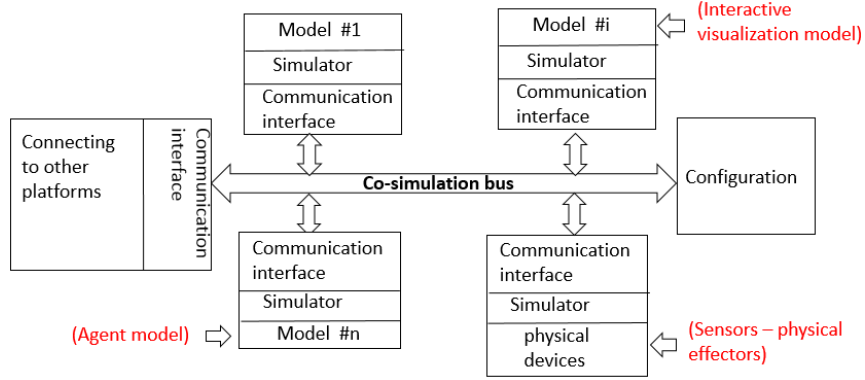 Model #1
Simulator
Communication
interface
Model #i
Simulator
Communication
interface
(Interactive
visualization model)
Connecting
to other
platforms
Communication
interface
Co-simulation bus
Configuration
Communication
interface
Simulator
Model #n
(Agent model)
Communication
interface
Simulator
physical
devices
(Sensors – physical
effectors)